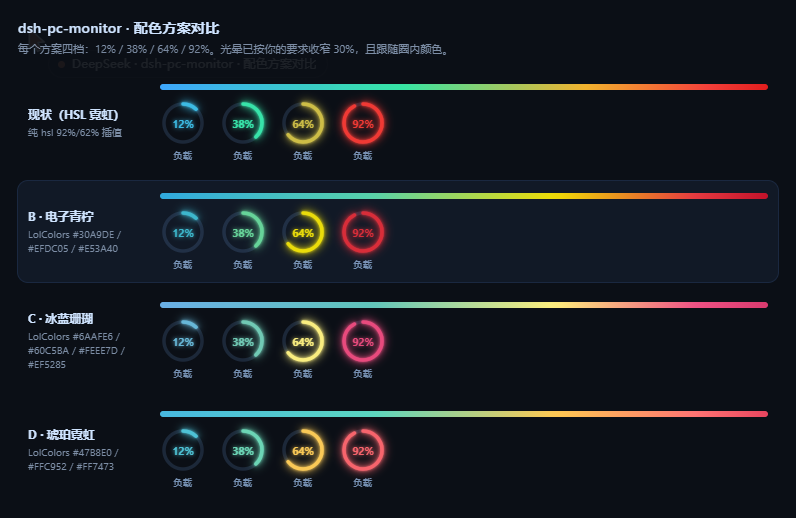 dsh-pc-monitor · 配色方案对比
每个方案四档：12% / 38% / 64% / 92%。光晕已按你的要求收窄 30%，且跟随圈内颜色。
DeepSeek · dsh-pc-monitor · 配色方案对比
现状（HSL 霓虹）
纯 hsl 92%/62% 插值
12% 38% 64% 92%
负载 负载 负载 负载
B · 电子青柠
LolColors #30A9DE /
#EFDC05 / #E53A40
12% 38% 64% 92%
负载 负载 负载 负载
C · 冰蓝珊瑚
LolColors #6AAFE6 /
#60C5BA / #FEEE7D /
#EF5285
12% 38% 64% 92%
负载 负载 负载 负载
D · 琥珀霓虹
LolColors #47B8E0 /
#FFC952 / #FF7473
12% 38% 64% 92%
负载 负载 负载 负载